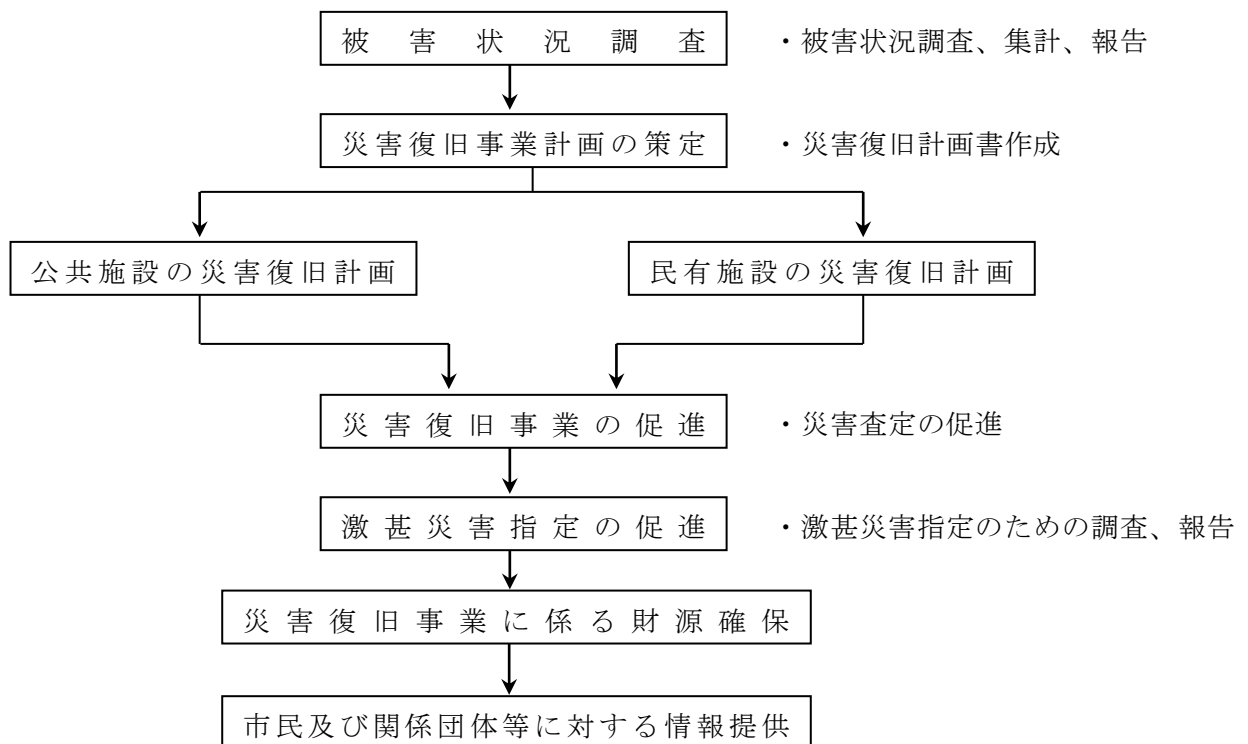 被害状況調査
・被害状況調査、集計、報告
災害復旧事業計画の策定
・災害復旧計画書作成
公共施設の災害復旧計画
民有施設の災害復旧計画
災害復旧事業の促進
・災害査定の促進
激甚災害指定の促進
・激甚災害指定のための調査、報告
災害復旧事業に係る財源確保
市民及び関係団体等に対する情報提供